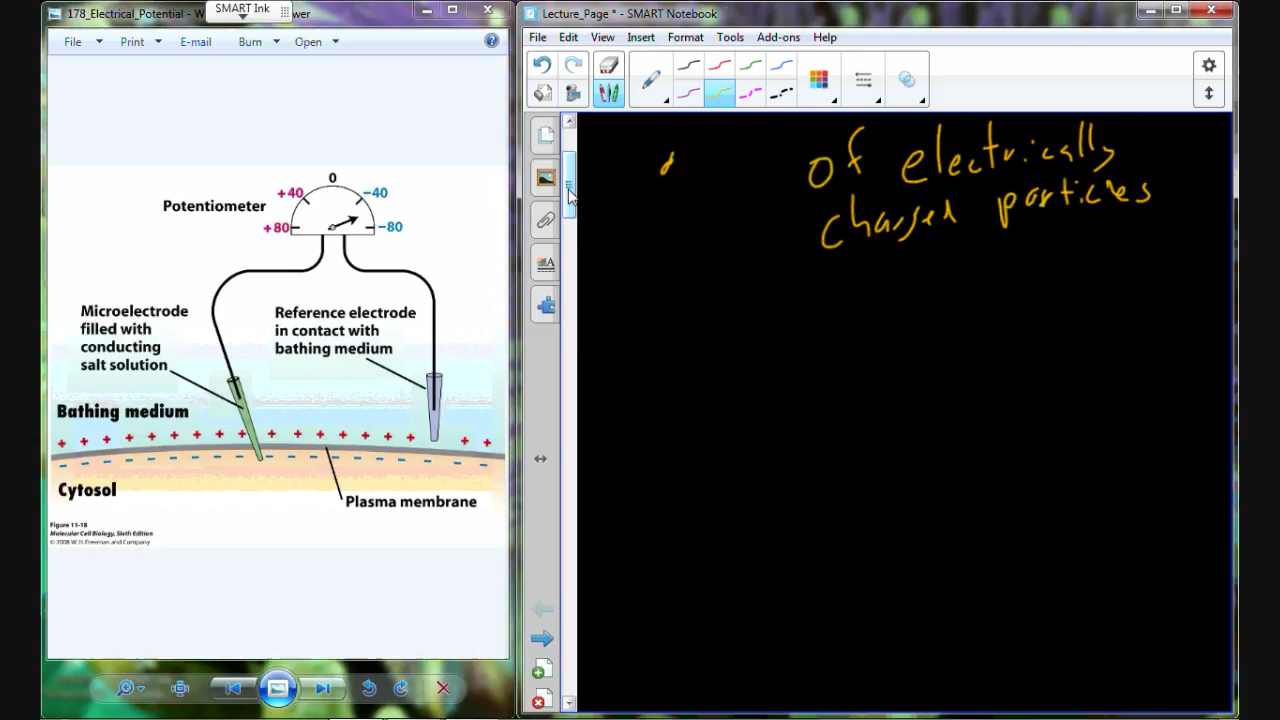 178_Electrical_Potential - W
SMART Ink
wer
File
Print
E-mail
Burn
Open
0
+40
−40
Potentiometer
+80
−80
Microelectrode
filled with
conducting
salt solution
Reference electrode
in contact with
bathing medium
Bathing medium
Cytosol
Plasma membrane
Figure 11-18
Molecular Cell Biology, Sixth Edition
© 2008 W.H. Freeman and Company
Lecture_Page * - SMART Notebook
File Edit View Insert Format Tools Add-ons Help
of electrically
charged particles